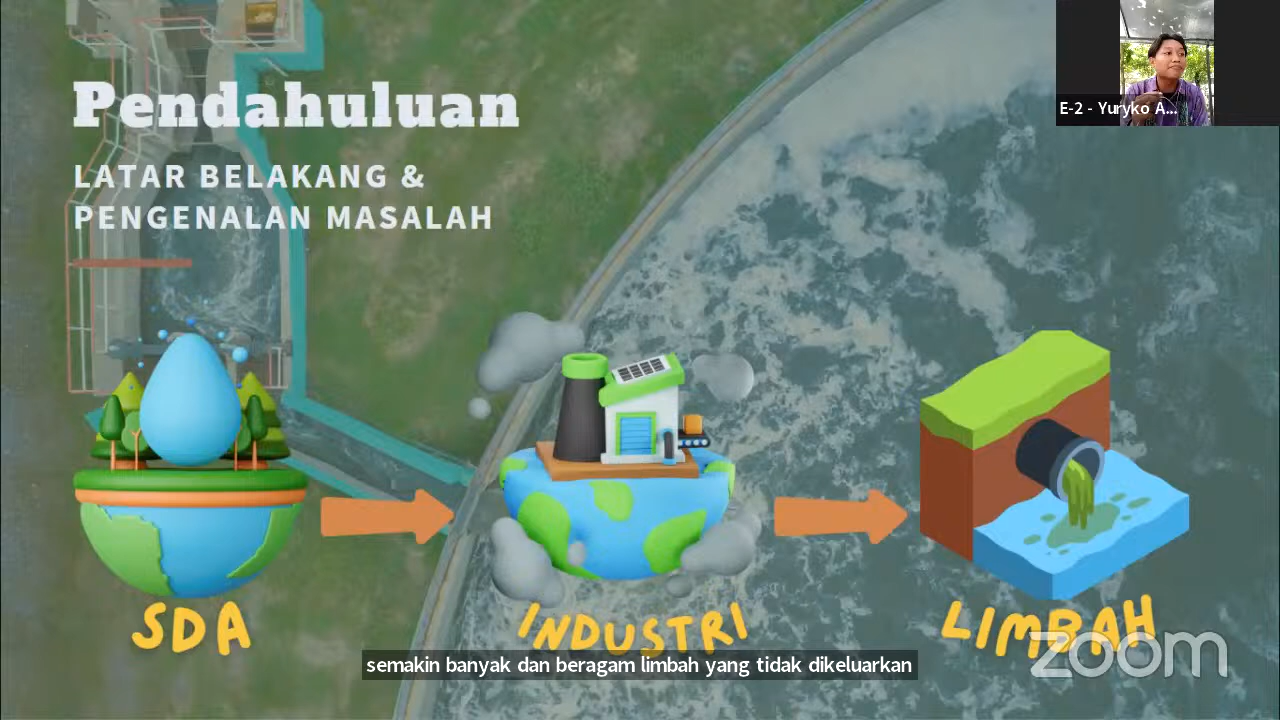 Pendahuluan
LATAR BELAKANG &
PENGENALAN MASALAH
E-2 - Yuryko A...
SDA
INDUSTRI
LIMBAH
semakin banyak dan beragam limbah yang tidak dikeluarkan
zoom